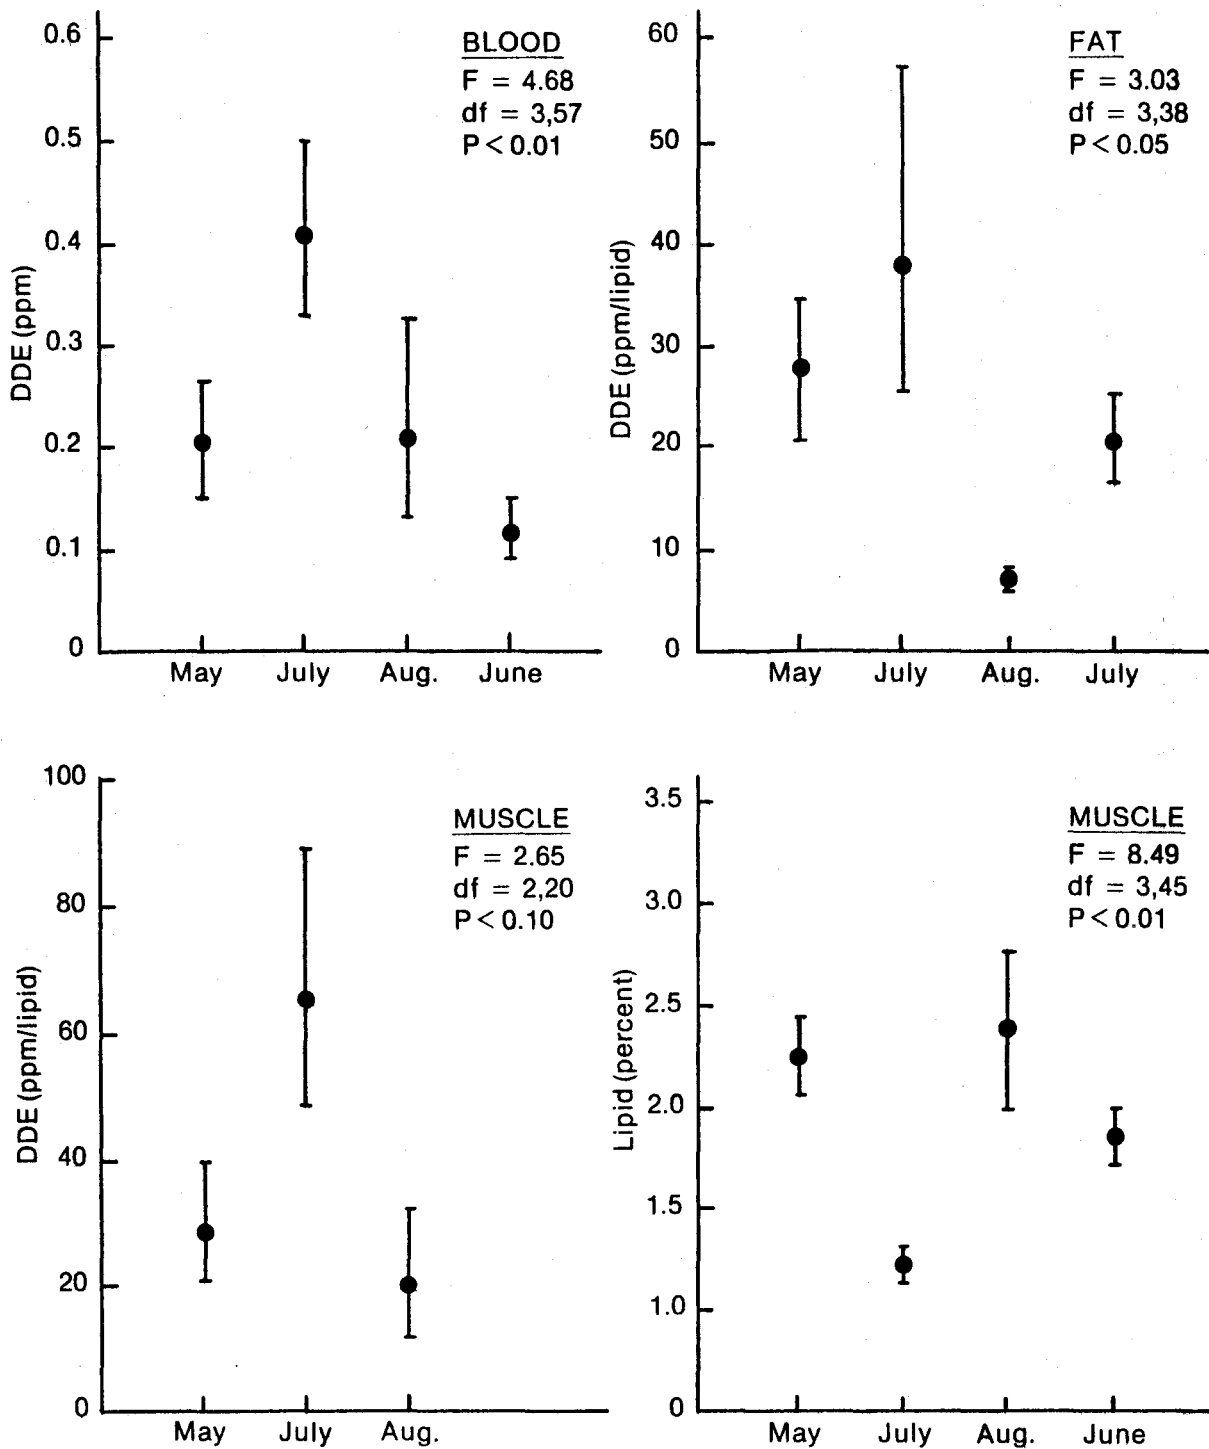 BLOOD
F = 4.68
df = 3,57
P < 0.01
DDE (ppm)
0.6
0.5
0.4
0.3
0.2
0.1
0
May July Aug. June
FAT
F = 3.03
df = 3,38
P < 0.05
DDE (ppm/lipid)
60
50
40
30
20
10
0
May July Aug. July
MUSCLE
F = 2.65
df = 2,20
P < 0.10
DDE (ppm/lipid)
100
80
60
40
20
0
May July Aug.
MUSCLE
F = 8.49
df = 3,45
P < 0.01
Lipid (percent)
3.5
3.0
2.5
2.0
1.5
1.0
0
May July Aug. June